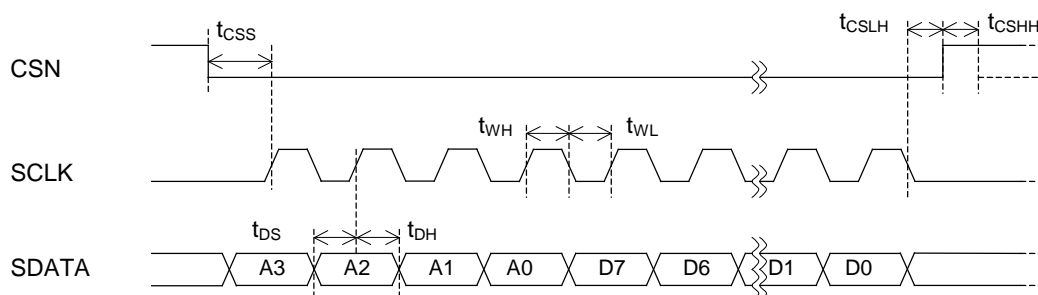 tCSS
tCSLH
tCSHH
CSN
tWH
tWL
SCLK
tDS
tDH
SDATA
A3
A2
A1
A0
D7
D6
D1
D0